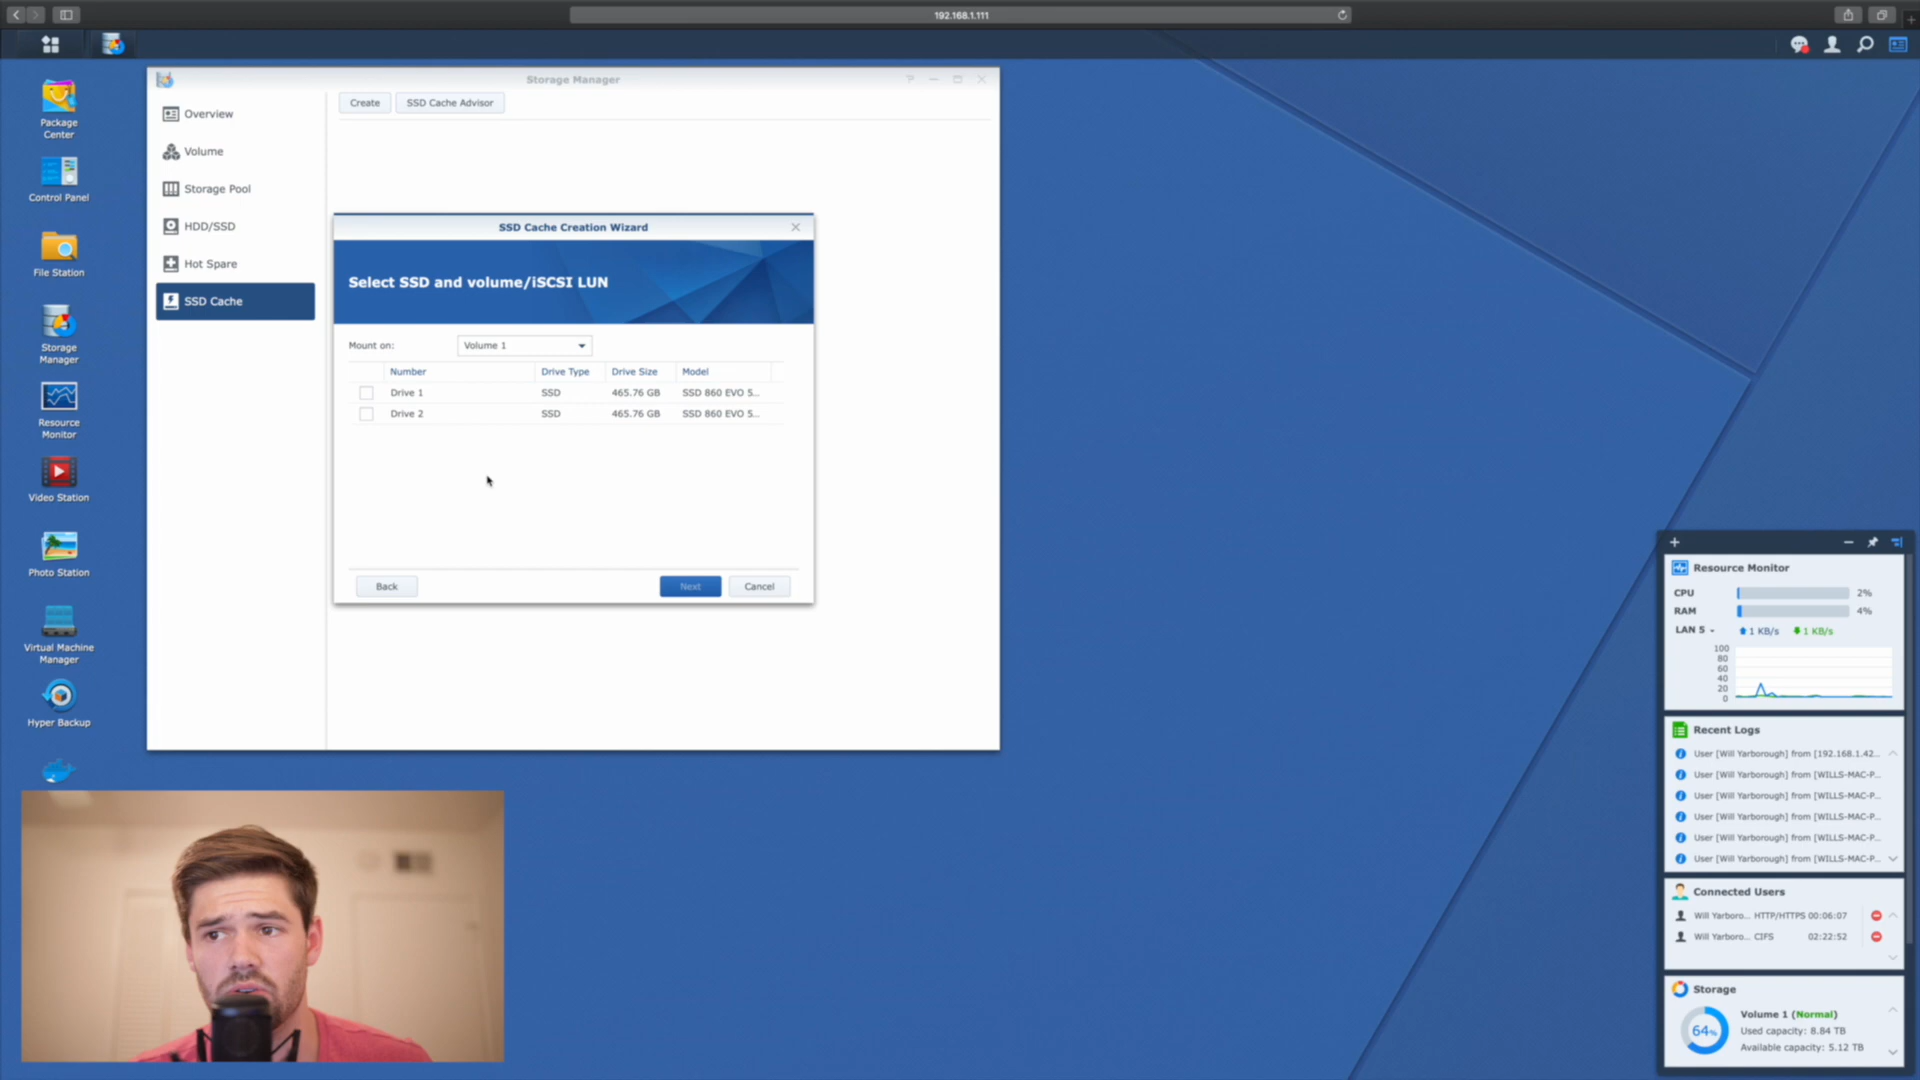 192.168.1.111
Storage Manager
Create
SSD Cache Advisor
Overview
Volume
Storage Pool
HDD/SSD
Hot Spare
SSD Cache
Package
Center
Control Panel
File Station
Storage
Manager
Resource
Monitor
Video Station
Photo Station
Virtual Machine
Manager
Hyper Backup
SSD Cache Creation Wizard
Select SSD and volume/iSCSI LUN
Mount on:
Volume 1
Number Drive Type Drive Size Model
Drive 1 SSD 465.76 GB SSD 860 EVO 5...
Drive 2 SSD 465.76 GB SSD 860 EVO 5...
Back
Next
Cancel
Resource Monitor
CPU 2%
RAM 4%
LAN 5 1 KB/s 1 KB/s
100
80
60
40
20
0
Recent Logs
User [Will Yarborough] from [192.168.1.42...
User [Will Yarborough] from [WILLS-MAC-P...
User [Will Yarborough] from [WILLS-MAC-P...
User [Will Yarborough] from [WILLS-MAC-P...
User [Will Yarborough] from [WILLS-MAC-P...
User [Will Yarborough] from [WILLS-MAC-P...
Connected Users
Will Yarboro... HTTP/HTTPS 00:06:07
Will Yarboro... CIFS 02:22:52
Storage
64%
Volume 1 (Normal)
Used capacity: 8.84 TB
Available capacity: 5.12 TB